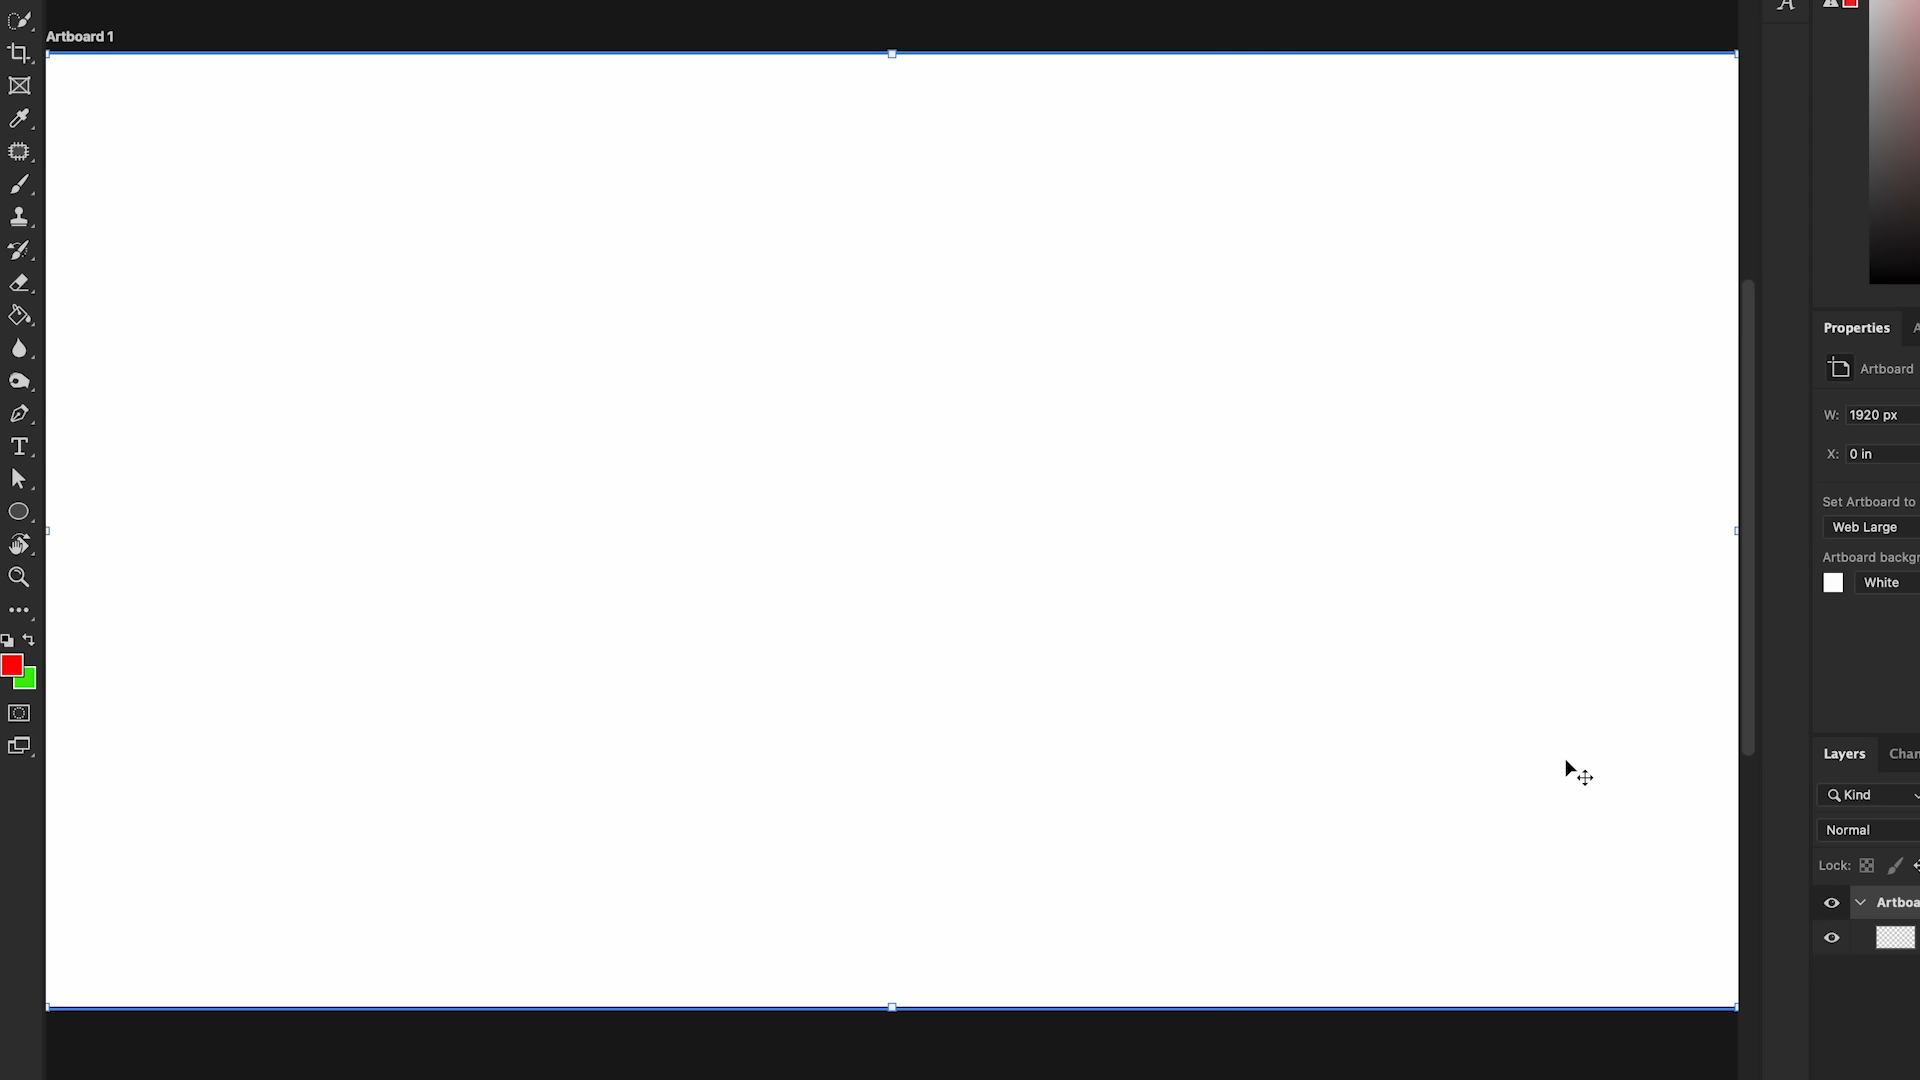 Artboard 1
Properties
Artboard
W: 1920 px
X: 0 in
Set Artboard to
Web Large
Artboard backgr
White
Layers
Chan
Kind
Normal
Lock:
Artboa